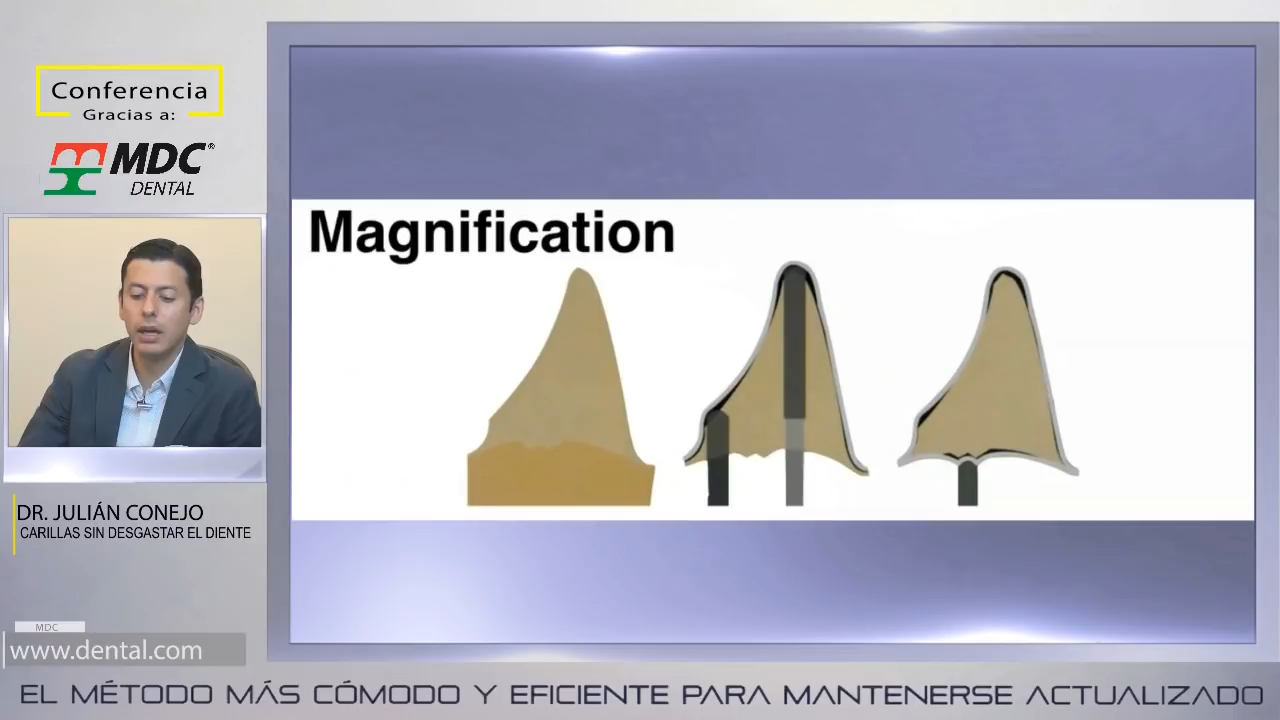 Conferencia
Gracias a:
MDC®
DENTAL
Magnification
DR. JULIÁN CONEJO
CARILLAS SIN DESGASTAR EL DIENTE
MDC
www.dental.com
EL MÉTODO MÁS CÓMODO Y EFICIENTE PARA MANTENERSE ACTUALIZADO